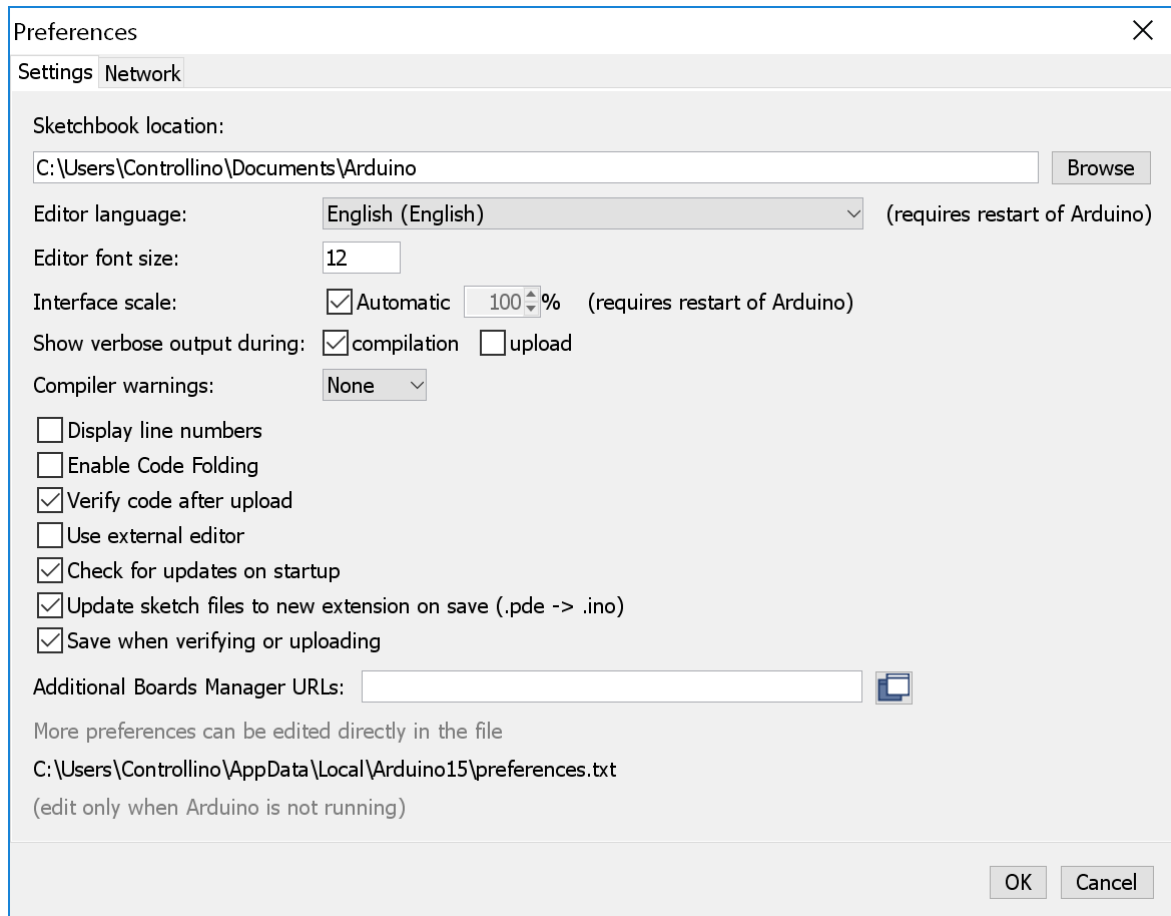 Preferences
Settings Network
Sketchbook location:
C:\Users\Controllino\Documents\Arduino Browse
Editor language: English (English) (requires restart of Arduino)
Editor font size: 12
Interface scale: Automatic 100 % (requires restart of Arduino)
Show verbose output during: compilation upload
Compiler warnings: None
Display line numbers
Enable Code Folding
Verify code after upload
Use external editor
Check for updates on startup
Update sketch files to new extension on save (.pde -> .ino)
Save when verifying or uploading
Additional Boards Manager URLs:
More preferences can be edited directly in the file
C:\Users\Controllino\AppData\Local\Arduino15\preferences.txt
(edit only when Arduino is not running)
OK Cancel